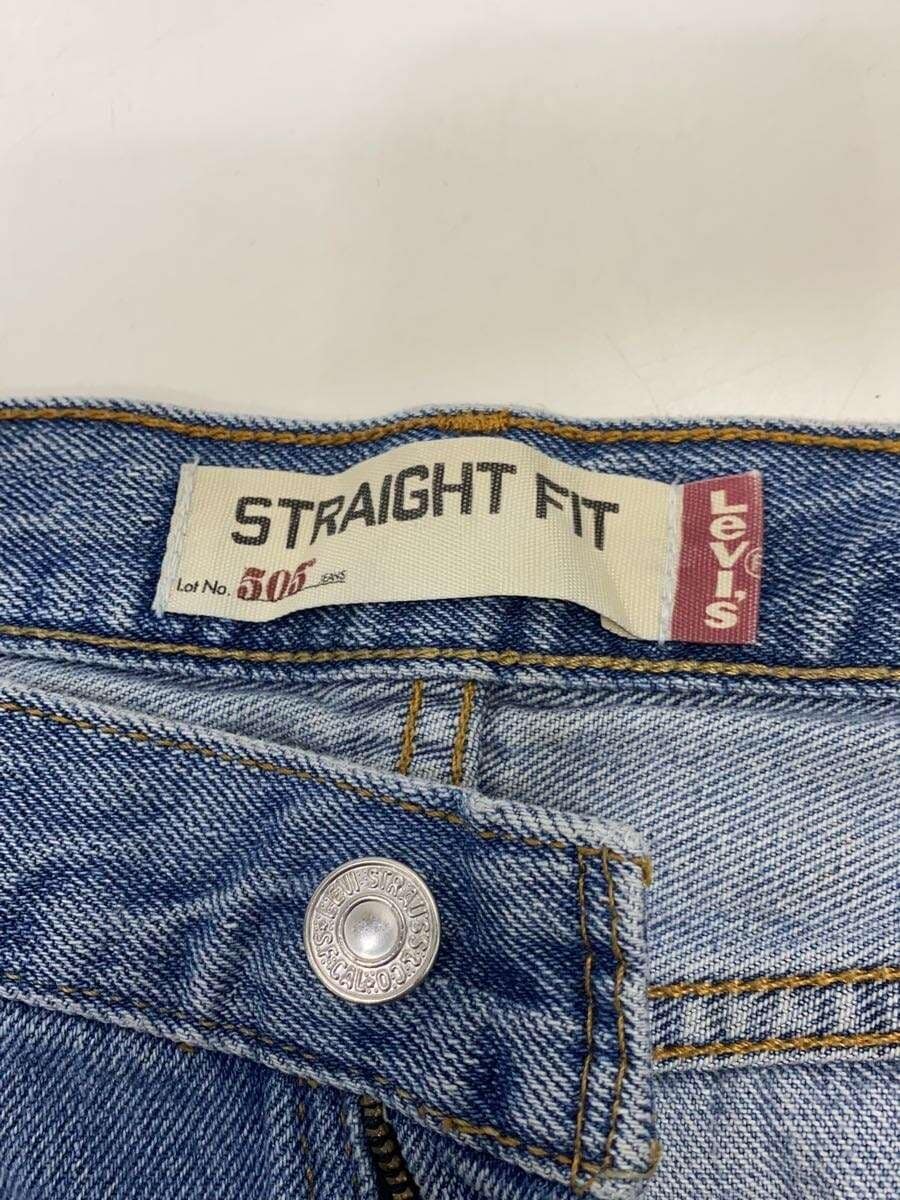 STRAIGHT FIT
Lot No. 505 JEANS
LEVI'S®
LEVI STRAUSS & CO. S.F. CAL